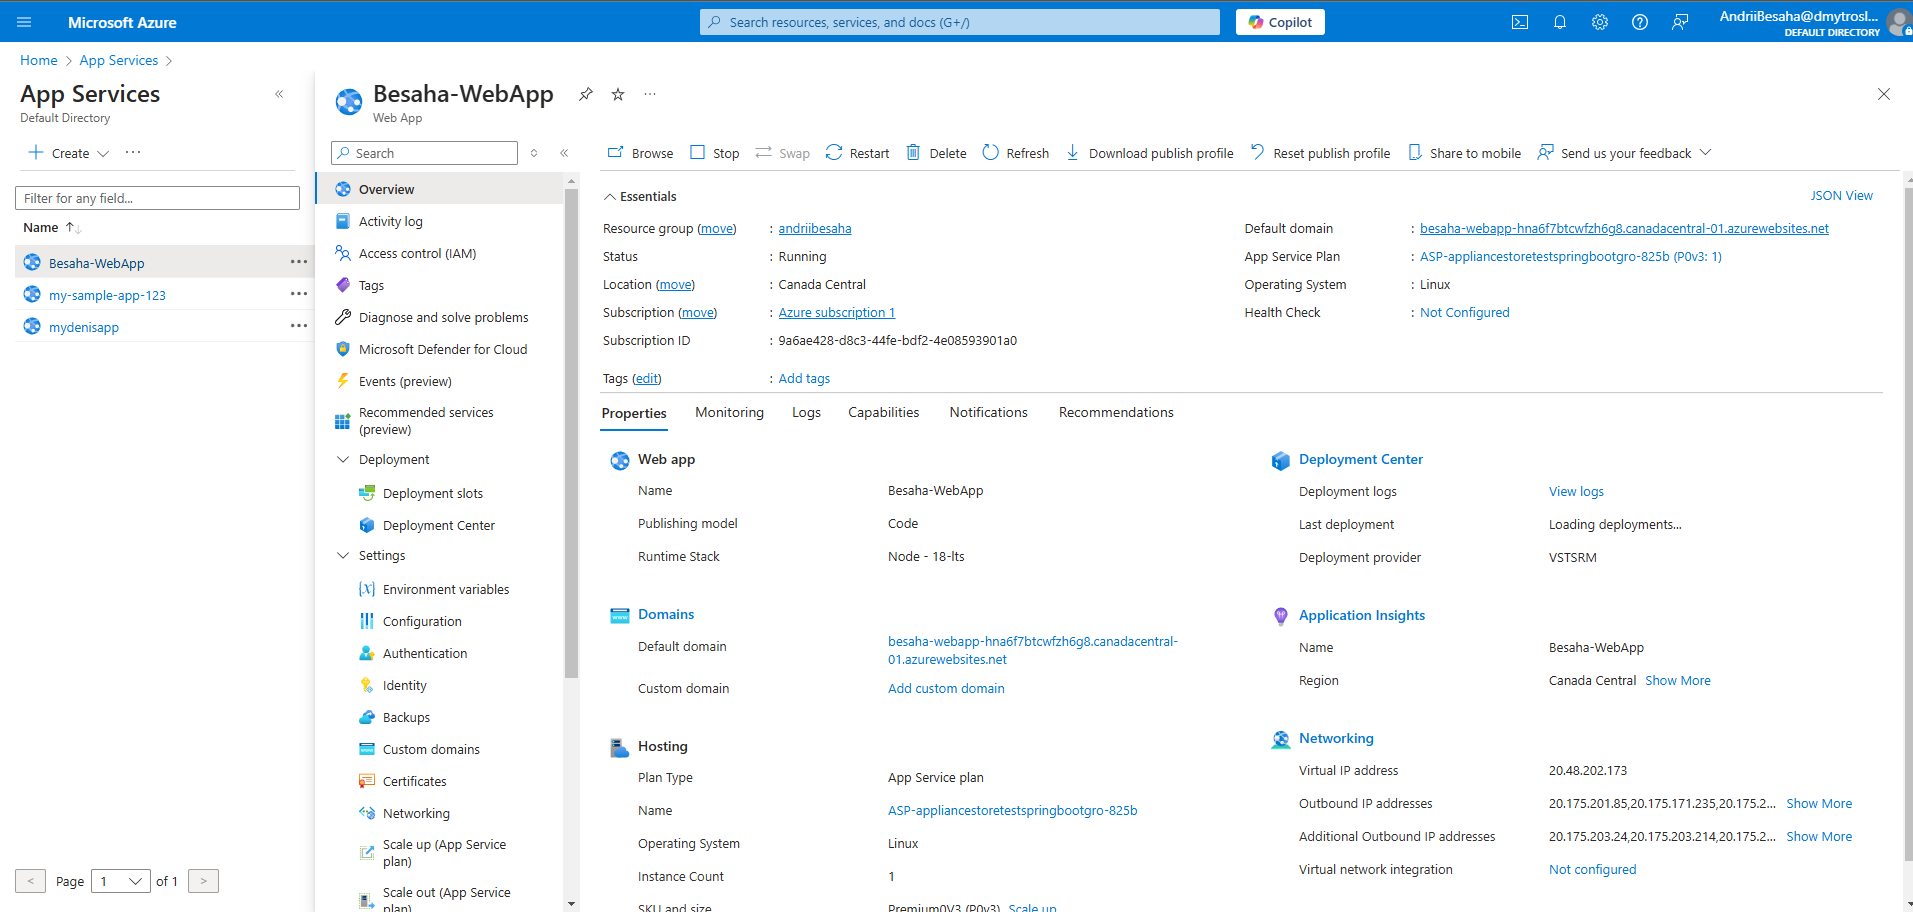 Microsoft Azure
Search resources, services, and docs (G+/)
Copilot
AndriiBesaha@dmytrosl...
DEFAULT DIRECTORY
Home
App Services
App Services
Default Directory
Create
Filter for any field...
Name
Besaha-WebApp
my-sample-app-123
mydenisapp
Page
1
of 1
Besaha-WebApp
Web App
Search
Overview
Activity log
Access control (IAM)
Tags
Diagnose and solve problems
Microsoft Defender for Cloud
Events (preview)
Recommended services
(preview)
Deployment
Deployment slots
Deployment Center
Settings
Environment variables
Configuration
Authentication
Identity
Backups
Custom domains
Certificates
Networking
Scale up (App Service
plan)
Scale out (App Service
plan)
Browse
Stop
Swap
Restart
Delete
Refresh
Download publish profile
Reset publish profile
Share to mobile
Send us your feedback
Essentials
JSON View
Resource group (move) : andriibesaha
Status : Running
Location (move) : Canada Central
Subscription (move) : Azure subscription 1
Subscription ID : 9a6ae428-d8c3-44fe-bdf2-4e08593901a0
Tags (edit) : Add tags
Default domain : besaha-webapp-hna6f7btcwfzh6g8.canadacentral-01.azurewebsites.net
App Service Plan : ASP-appliancestoretestspringbootgro-825b (P0v3: 1)
Operating System : Linux
Health Check : Not Configured
Properties
Monitoring
Logs
Capabilities
Notifications
Recommendations
Web app
Name Besaha-WebApp
Publishing model Code
Runtime Stack Node - 18-lts
Domains
Default domain besaha-webapp-hna6f7btcwfzh6g8.canadacentral-
01.azurewebsites.net
Custom domain Add custom domain
Hosting
Plan Type App Service plan
Name ASP-appliancestoretestspringbootgro-825b
Operating System Linux
Instance Count 1
SKU and size Premium0V3 (P0v3) Scale up
Deployment Center
Deployment logs View logs
Last deployment Loading deployments...
Deployment provider VSTSRM
Application Insights
Name Besaha-WebApp
Region Canada Central Show More
Networking
Virtual IP address 20.48.202.173
Outbound IP addresses 20.175.201.85,20.175.171.235,20.175.2... Show More
Additional Outbound IP addresses 20.175.203.24,20.175.203.214,20.175.2... Show More
Virtual network integration Not configured